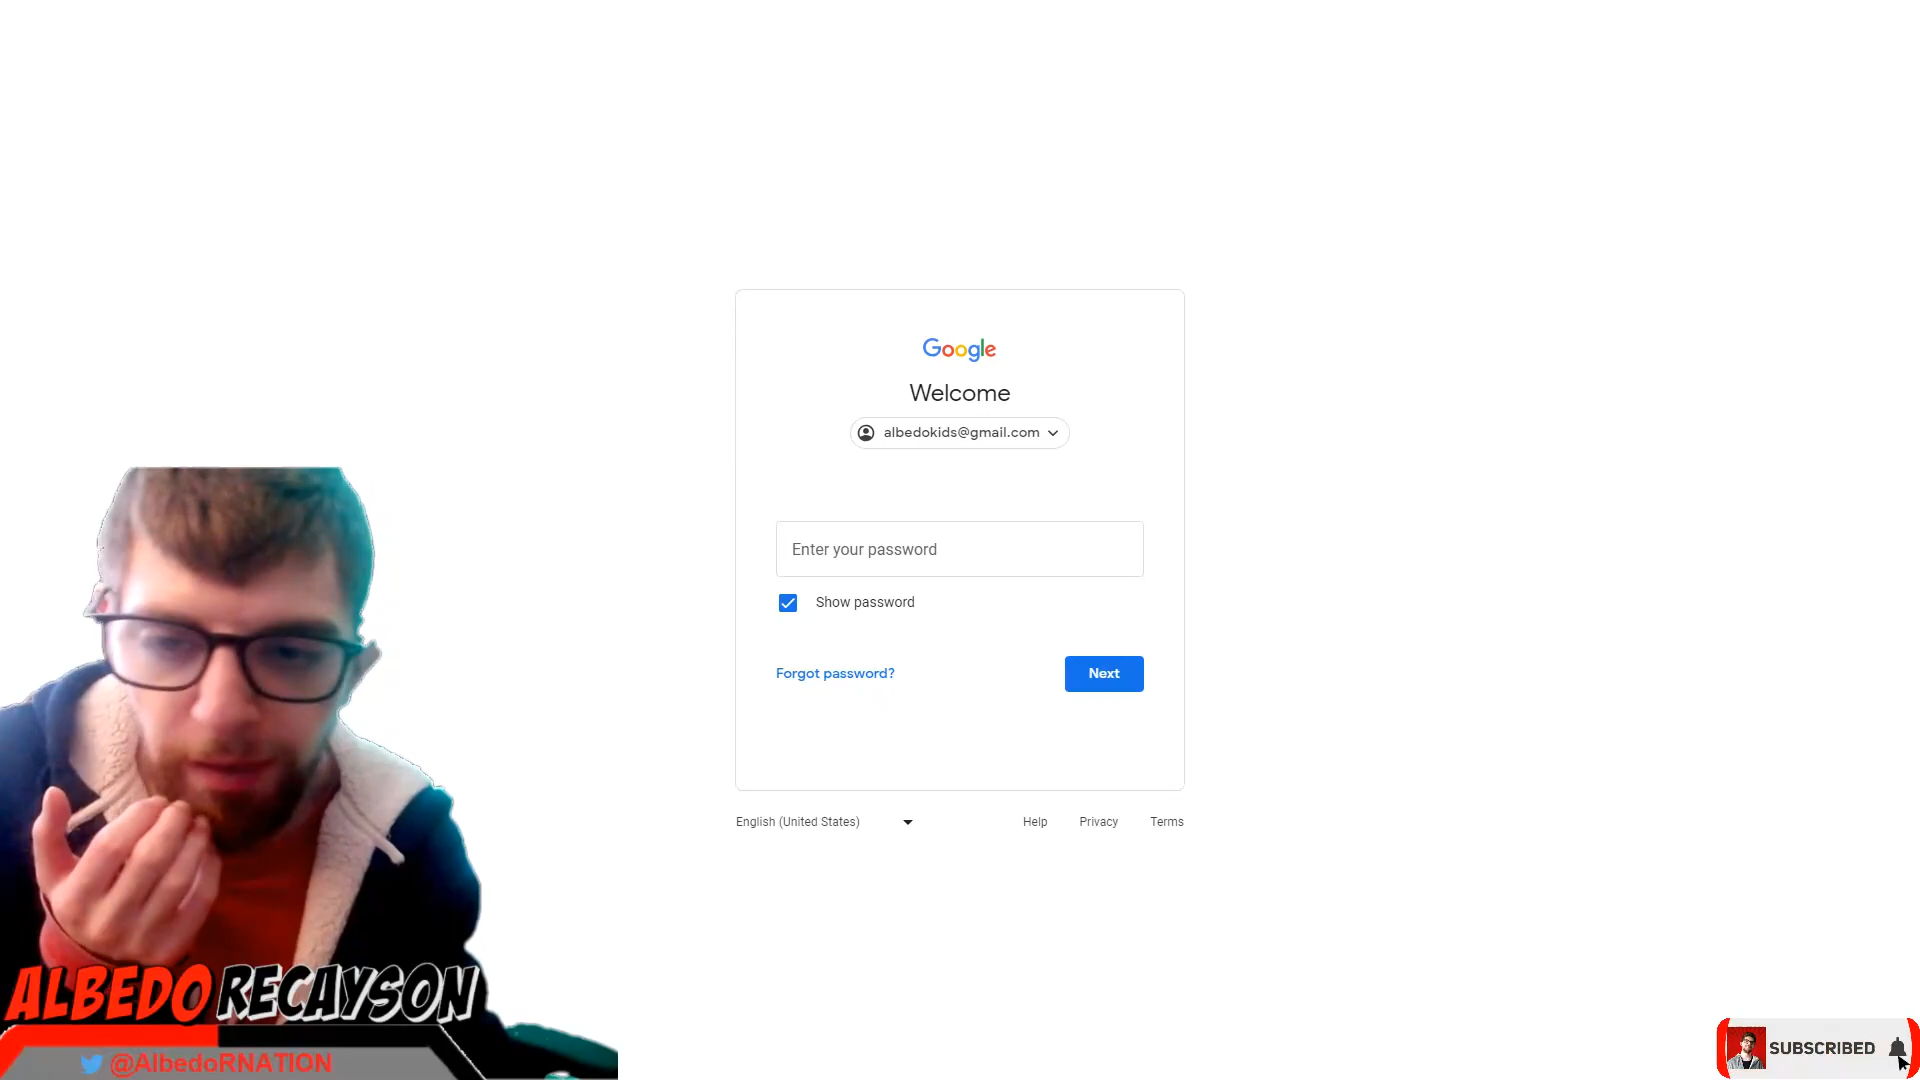 Google
Welcome
albedokids@gmail.com
Enter your password
Show password
Forgot password?
Next
English (United States)
Help
Privacy
Terms
ALBEDO RECAYSON
@AlbedoRNATION
SUBSCRIBED